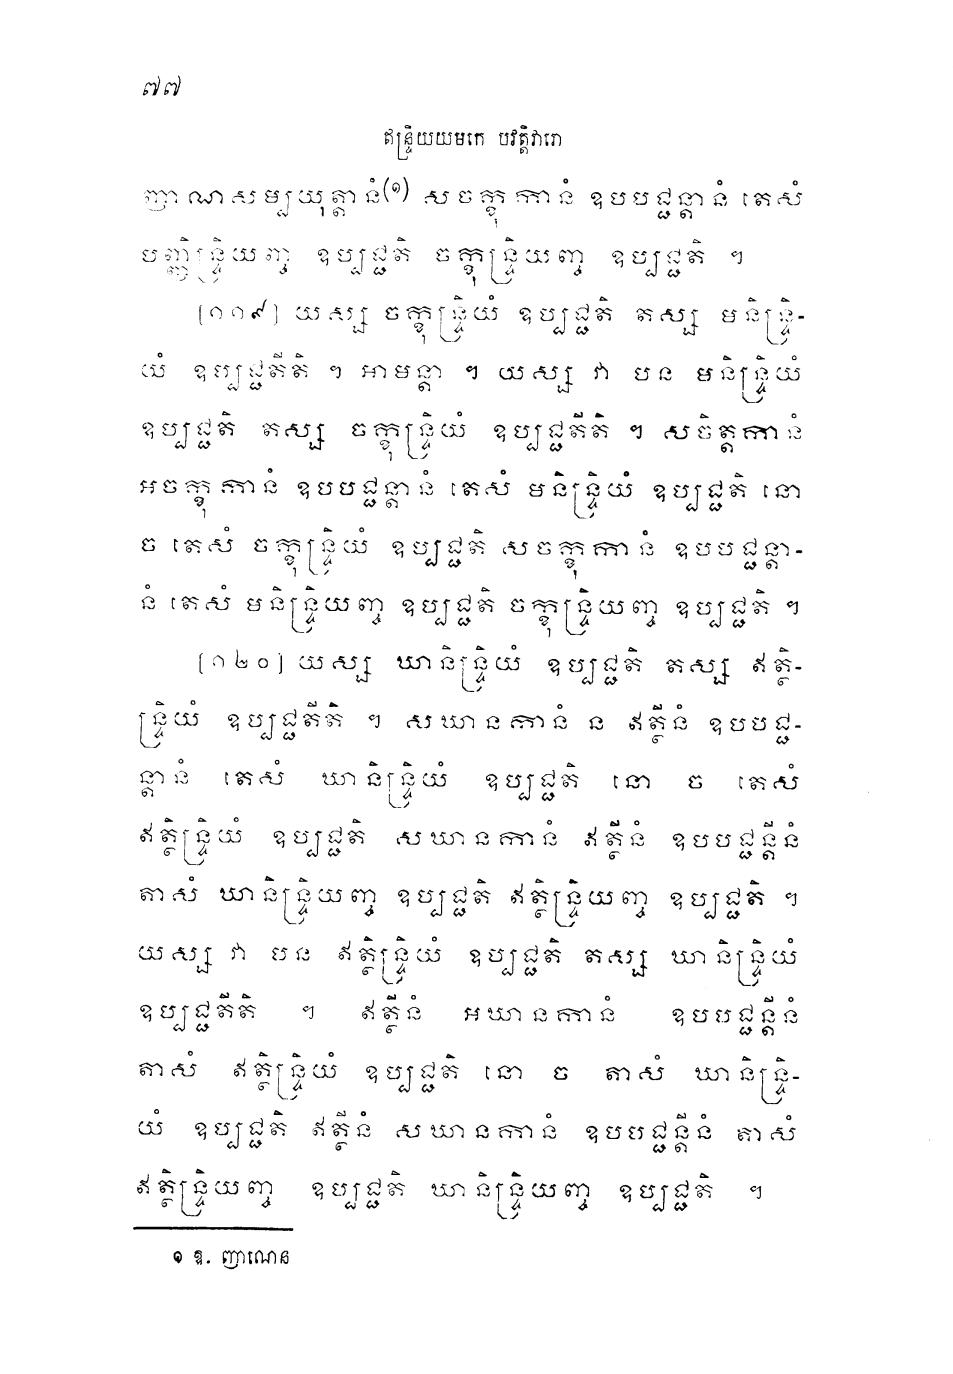 ៧៧
ឥន្ទ្រិយយមកេ បវត្តិវារោ
ញាណសម្បយុត្តានំ(១) សចក្ខុកានំ ឧបបជ្ជន្តានំ តេសំ
បញ្ញិន្ទ្រិយញ្ច ឧប្បជ្ជតិ ចក្ខុន្ទ្រិយញ្ច ឧប្បជ្ជតិ ។
(១១៩) យស្ស ចក្ខុន្ទ្រិយំ ឧប្បជ្ជតិ តស្ស មនិន្ទ្រិ-
យំ ឧប្បជ្ជតីតិ ។ អាមន្តា ។ យស្ស វា បន មនិន្ទ្រិយំ
ឧប្បជ្ជតិ តស្ស ចក្ខុន្ទ្រិយំ ឧប្បជ្ជតីតិ ។ សចិត្តកានំ
អចក្ខុកានំ ឧបបជ្ជន្តានំ តេសំ មនិន្ទ្រិយំ ឧប្បជ្ជតិ នោ
ច តេសំ ចក្ខុន្ទ្រិយំ ឧប្បជ្ជតិ សចក្ខុកានំ ឧបបជ្ជន្តា-
នំ តេសំ មនិន្ទ្រិយញ្ច ឧប្បជ្ជតិ ចក្ខុន្ទ្រិយញ្ច ឧប្បជ្ជតិ ។
(១២០) យស្ស ឃានិន្ទ្រិយំ ឧប្បជ្ជតិ តស្ស ឥត្ថិ-
ន្ទ្រិយំ ឧប្បជ្ជតីតិ ។ សឃានកានំ ន ឥត្ថីនំ ឧបបជ្ជ-
ន្តានំ តេសំ ឃានិន្ទ្រិយំ ឧប្បជ្ជតិ នោ ច តេសំ
ឥត្ថិន្ទ្រិយំ ឧប្បជ្ជតិ សឃានកានំ ឥត្ថីនំ ឧបបជ្ជន្តីនំ
តាសំ ឃានិន្ទ្រិយញ្ច ឧប្បជ្ជតិ ឥត្ថិន្ទ្រិយញ្ច ឧប្បជ្ជតិ ។
យស្ស វា បន ឥត្ថិន្ទ្រិយំ ឧប្បជ្ជតិ តស្ស ឃានិន្ទ្រិយំ
ឧប្បជ្ជតីតិ ។ ឥត្ថីនំ អឃានកានំ ឧបបជ្ជន្តីនំ
តាសំ ឥត្ថិន្ទ្រិយំ ឧប្បជ្ជតិ នោ ច តាសំ ឃានិន្ទ្រិ-
យំ ឧប្បជ្ជតិ ឥត្ថីនំ សឃានកានំ ឧបបជ្ជន្តីនំ តាសំ
ឥត្ថិន្ទ្រិយញ្ច ឧប្បជ្ជតិ ឃានិន្ទ្រិយញ្ច ឧប្បជ្ជតិ ។
១ ឱ. ញាណេន